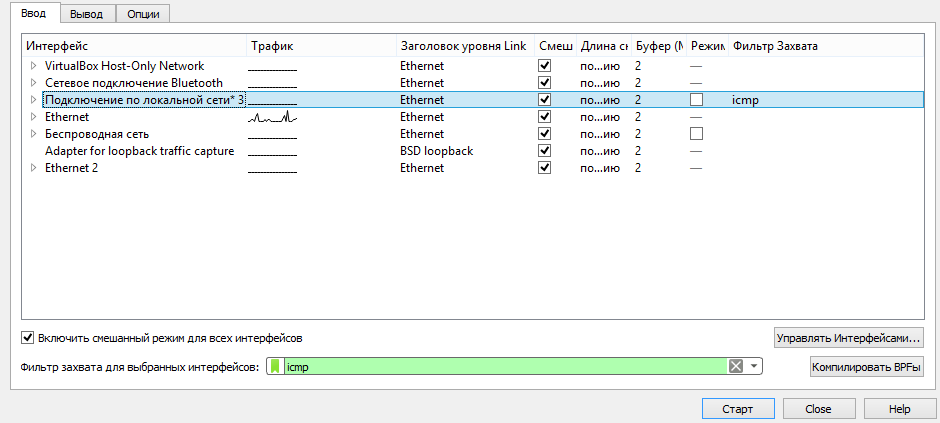 Ввод Вывод Опции
Интерфейс Трафик Заголовок уровня Link Смеш Длина сн Буфер (М Режим Фильтр Захвата
VirtualBox Host-Only Network Ethernet по...ию 2 —
Сетевое подключение Bluetooth Ethernet по...ию 2 —
Подключение по локальной сети* 3 Ethernet по...ию 2 icmp
Ethernet Ethernet по...ию 2 —
Беспроводная сеть Ethernet по...ию 2
Adapter for loopback traffic capture BSD loopback по...ию 2 —
Ethernet 2 Ethernet по...ию 2 —
Включить смешанный режим для всех интерфейсов Управлять Интерфейсами...
Фильтр захвата для выбранных интерфейсов: icmp Компилировать BPFы
Старт Close Help